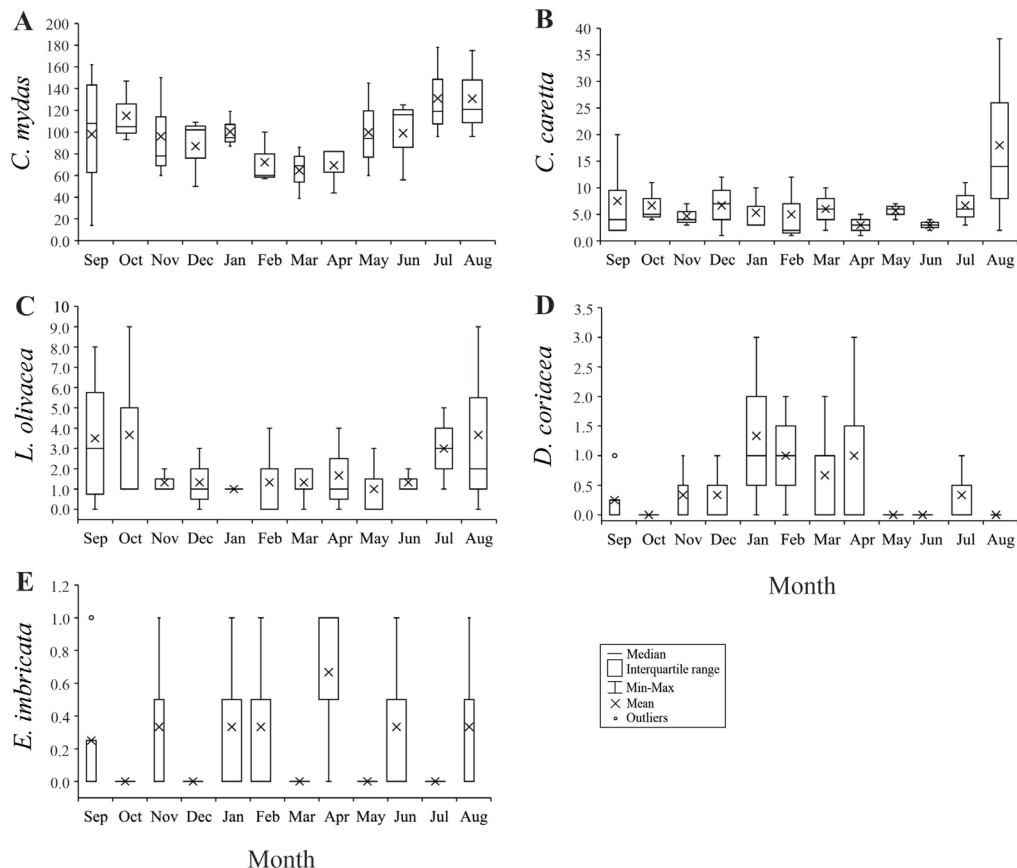 A
C. mydas
200
180
160
140
120
100
80.0
60.0
40.0
20.0
0.0
Sep Oct Nov Dec Jan Feb Mar Apr May Jun Jul Aug
B
C. caretta
40
35
30
25
20
15
10
5.0
0.0
Sep Oct Nov Dec Jan Feb Mar Apr May Jun Jul Aug
C
L. olivacea
10
9.0
8.0
7.0
6.0
5.0
4.0
3.0
2.0
1.0
0.0
Sep Oct Nov Dec Jan Feb Mar Apr May Jun Jul Aug
D
D. coriacea
3.5
3.0
2.5
2.0
1.5
1.0
0.5
0.0
Sep Oct Nov Dec Jan Feb Mar Apr May Jun Jul Aug
Month
E
E. imbricata
1.2
1.0
0.8
0.6
0.4
0.2
0.0
Sep Oct Nov Dec Jan Feb Mar Apr May Jun Jul Aug
Month
Median
Interquartile range
Min-Max
Mean
Outliers